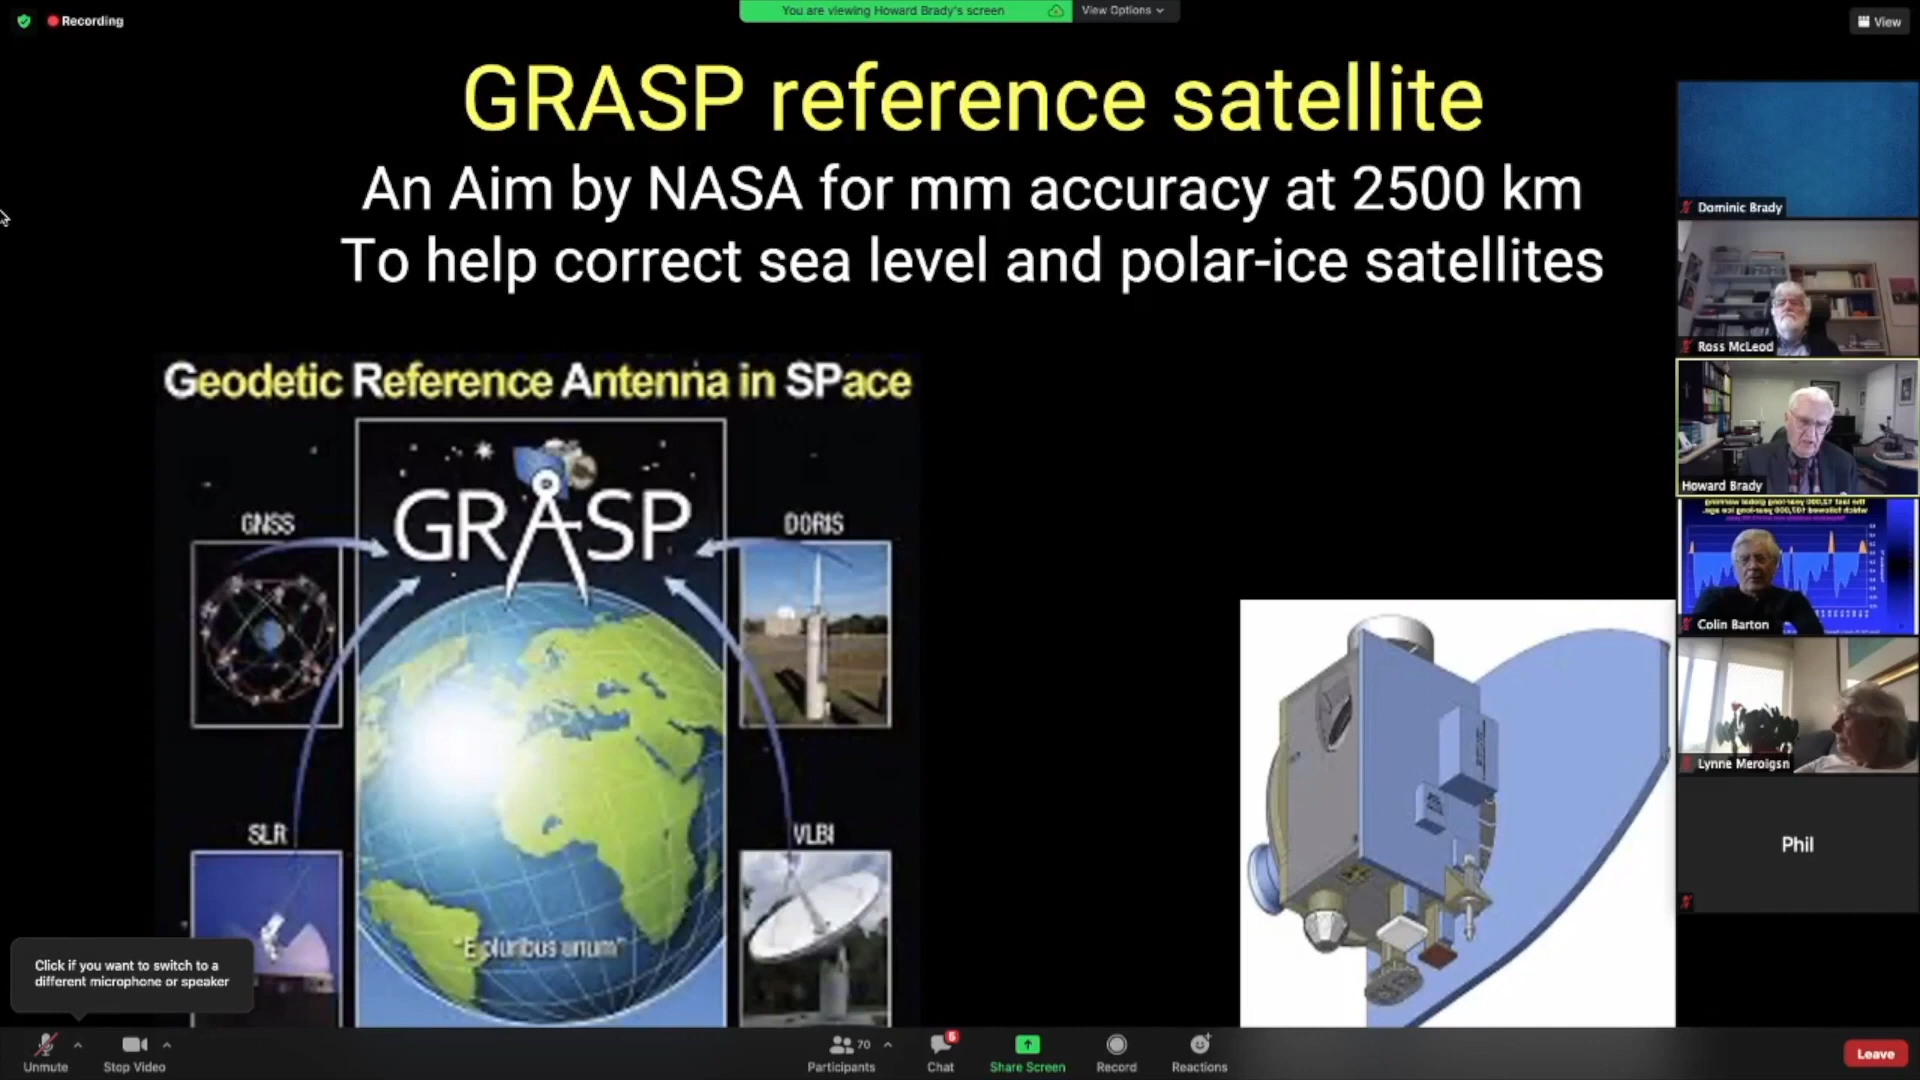 Recording
You are viewing Howard Brady's screen
View Options
View
GRASP reference satellite
An Aim by NASA for mm accuracy at 2500 km
To help correct sea level and polar-ice satellites
Geodetic Reference Antenna in SPace
GRASP
GNSS
DORIS
SLR
VLBI
"E pluribus unum"
Dominic Brady
Ross McLeod
Howard Brady
Colin Barton
Lynne Meroigsn
Phil
Click if you want to switch to a
different microphone or speaker
Unmute
Stop Video
70
Participants
6
Chat
Share Screen
Record
Reactions
Leave